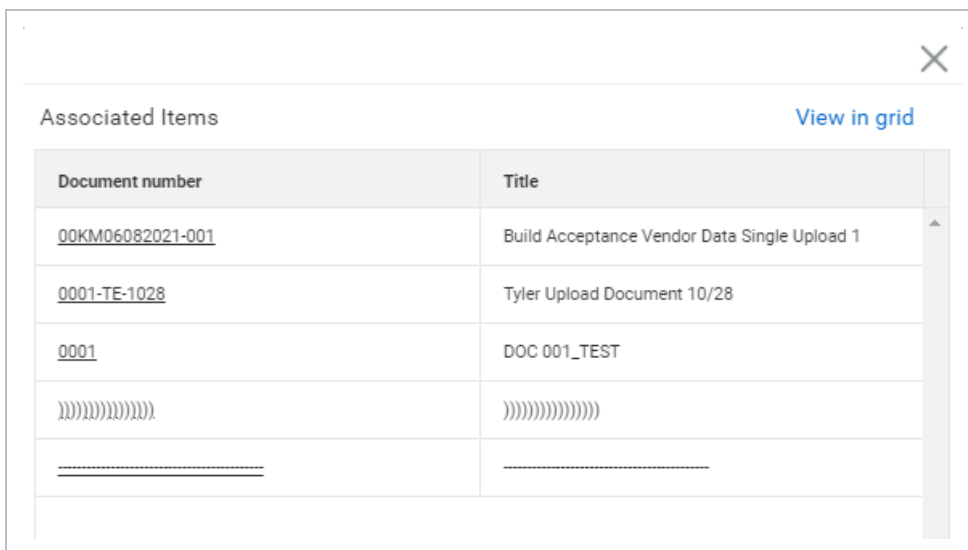 Associated Items View in grid
Document number Title
00KM06082021-001 Build Acceptance Vendor Data Single Upload 1
0001-TE-1028 Tyler Upload Document 10/28
0001 DOC 001_TEST
)))))))))))))))) ))))))))))))))))
----------------------------------------- -----------------------------------------